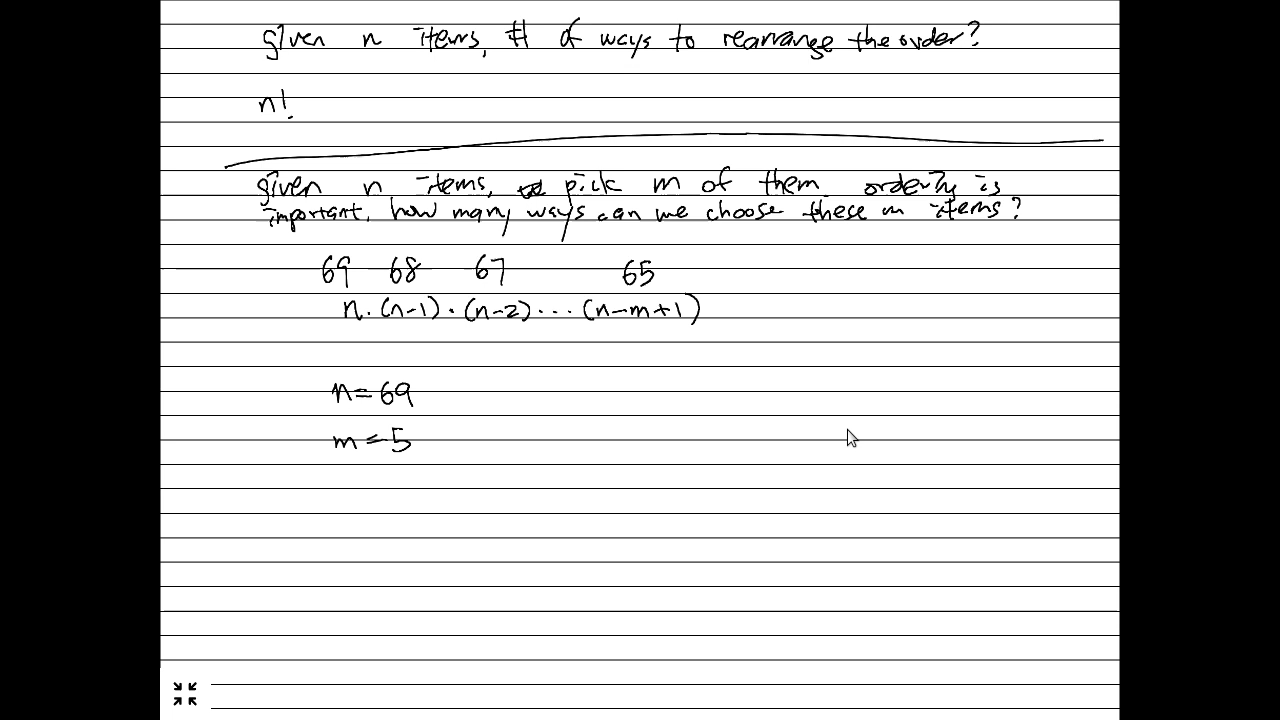 given n items, # of ways to rearrange the order?
n!
given n items, pick m of them. ordering is
important. how many ways can we choose these m items?
69 68 67 65
n·(n-1)·(n-2)···(n-m+1)
n=69
m=5